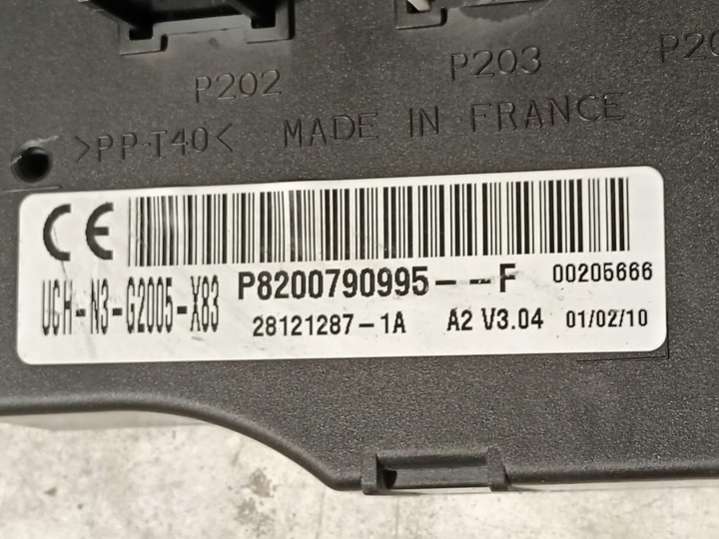 P202 P203
>PP-T40< MADE IN FRANCE
CE
UCH-N3-G2005-X83 P8200790995---F 00205666
28121287-1A A2 V3.04 01/02/10